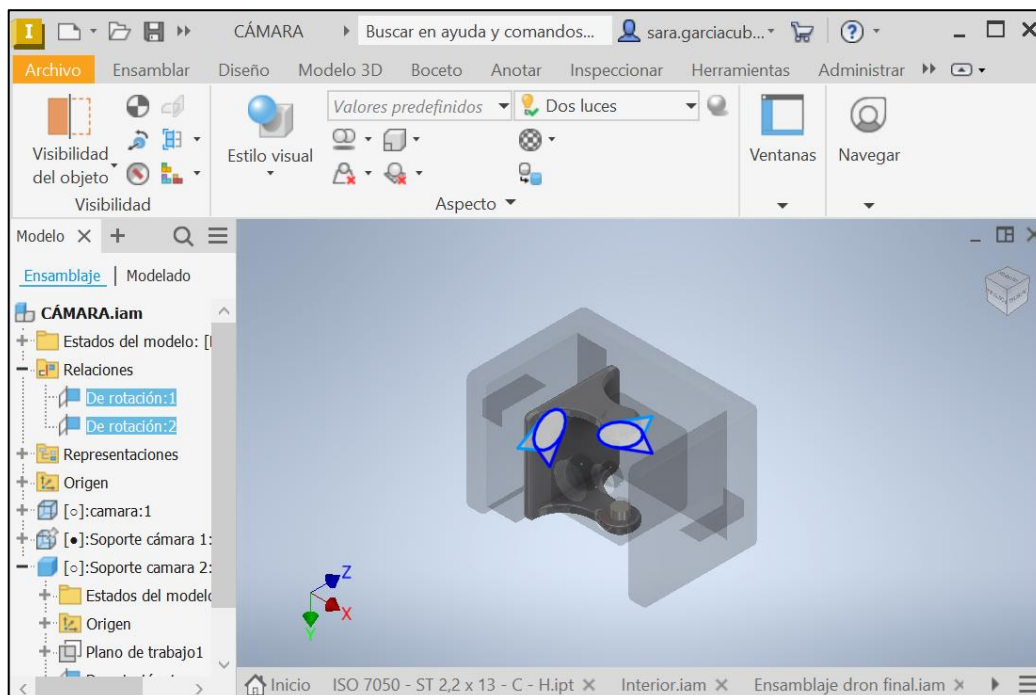 I
CÁMARA
Buscar en ayuda y comandos...
sara.garciacub...
Archivo Ensamblar Diseño Modelo 3D Boceto Anotar Inspeccionar Herramientas Administrar
Valores predefinidos Dos luces
Visibilidad del objeto
Estilo visual
Ventanas
Navegar
Visibilidad
Aspecto
Modelo
Ensamblaje | Modelado
CÁMARA.iam
Estados del modelo: [
Relaciones
De rotación:1
De rotación:2
Representaciones
Origen
[○]:camara:1
[●]:Soporte cámara 1:
[○]:Soporte camara 2:
Estados del model
Origen
Plano de trabajo1
Z
X
Y
Inicio ISO 7050 - ST 2,2 x 13 - C - H.ipt Interior.iam Ensamblaje dron final.iam